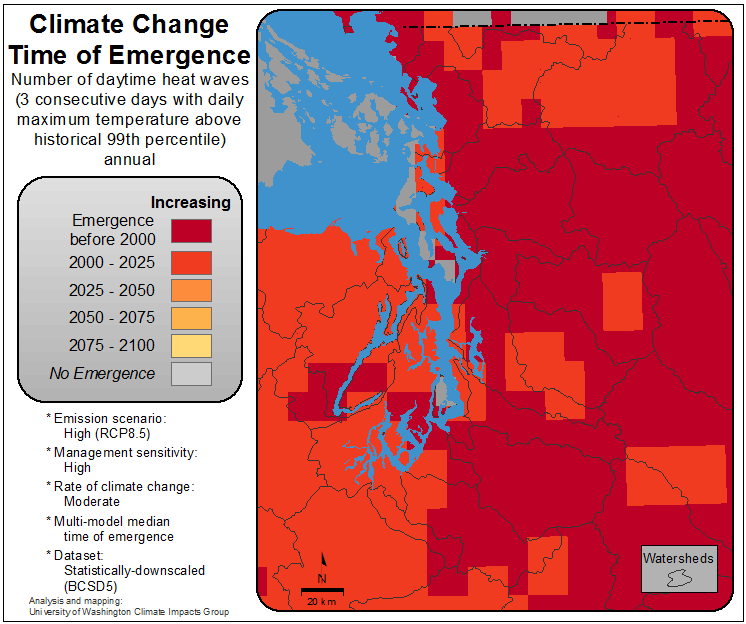 Climate Change
Time of Emergence
Number of daytime heat waves
(3 consecutive days with daily
maximum temperature above
historical 99th percentile)
annual
Increasing
Emergence
before 2000
2000 - 2025
2025 - 2050
2050 - 2075
2075 - 2100
No Emergence
* Emission scenario:
High (RCP8.5)
* Management sensitivity:
High
* Rate of climate change:
Moderate
* Multi-model median
time of emergence
* Dataset:
Statistically-downscaled
(BCSD5)
Analysis and mapping:
University of Washington Climate Impacts Group
N
20 km
Watersheds